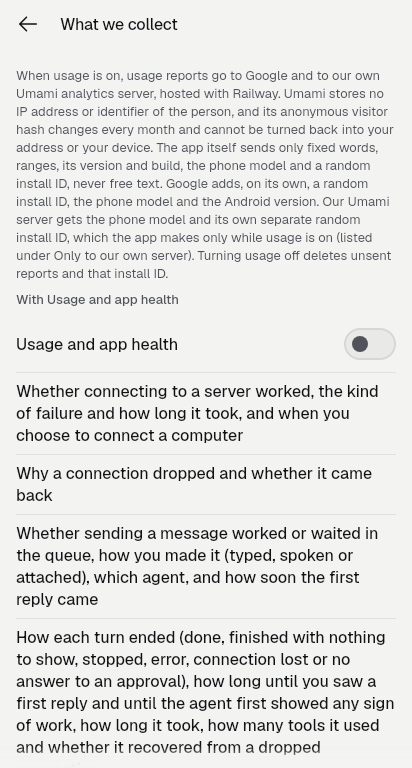 What we collect
When usage is on, usage reports go to Google and to our own
Umami analytics server, hosted with Railway. Umami stores no
IP address or identifier of the person, and its anonymous visitor
hash changes every month and cannot be turned back into your
address or your device. The app itself sends only fixed words,
ranges, its version and build, the phone model and a random
install ID, never free text. Google adds, on its own, a random
install ID, the phone model and the Android version. Our Umami
server gets the phone model and its own separate random
install ID, which the app makes only while usage is on (listed
under Only to our own server). Turning usage off deletes unsent
reports and that install ID.
With Usage and app health
Usage and app health
Whether connecting to a server worked, the kind
of failure and how long it took, and when you
choose to connect a computer
Why a connection dropped and whether it came
back
Whether sending a message worked or waited in
the queue, how you made it (typed, spoken or
attached), which agent, and how soon the first
reply came
How each turn ended (done, finished with nothing
to show, stopped, error, connection lost or no
answer to an approval), how long until you saw a
first reply and until the agent first showed any sign
of work, how long it took, how many tools it used
and whether it recovered from a dropped